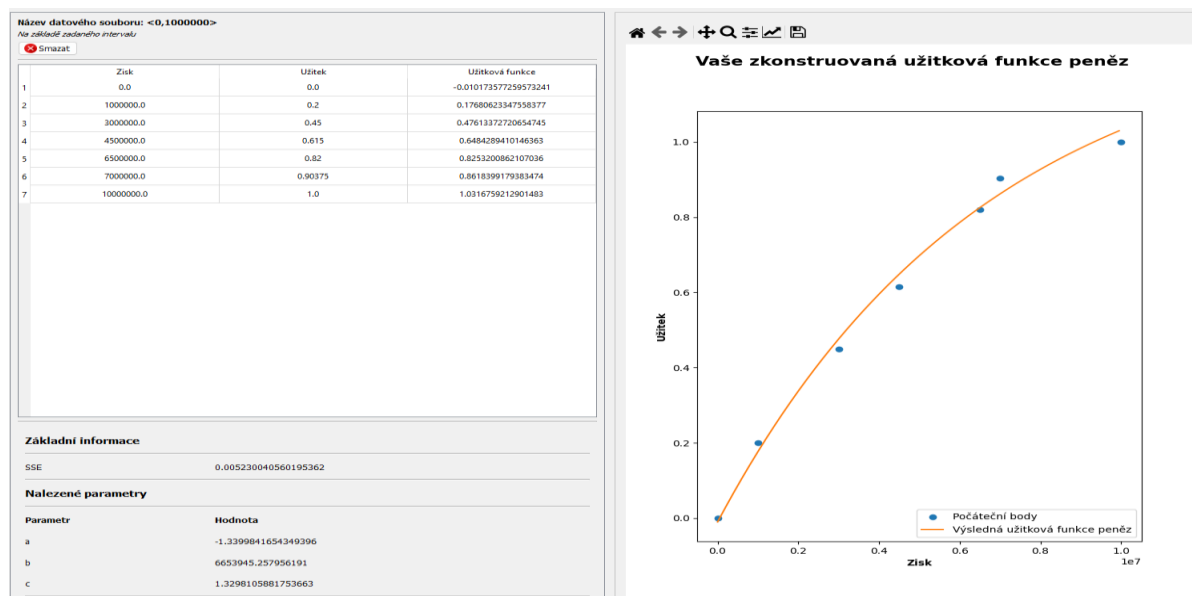 Název datového souboru: <0,1000000>
Na základě zadaného intervalu
Smazat
Zisk Užitek Užitková funkce
1 0.0 0.0 -0.010173577259573241
2 1000000.0 0.2 0.17680623347558377
3 3000000.0 0.45 0.47613372720654745
4 4500000.0 0.615 0.6484289410146363
5 6500000.0 0.82 0.8253200862107036
6 7000000.0 0.90375 0.8618399179383474
7 10000000.0 1.0 1.0316759212901483
Základní informace
SSE 0.005230040560195362
Nalezené parametry
Parametr Hodnota
a -1.3399841654349396
b 6653945.257956191
c 1.3298105881753663
Vaše zkonstruovaná užitková funkce peněz
1.0
0.8
0.6
0.4
0.2
0.0
Užitek
Počáteční body
Výsledná užitková funkce peněz
0.0 0.2 0.4 0.6 0.8 1.0
1e7
Zisk